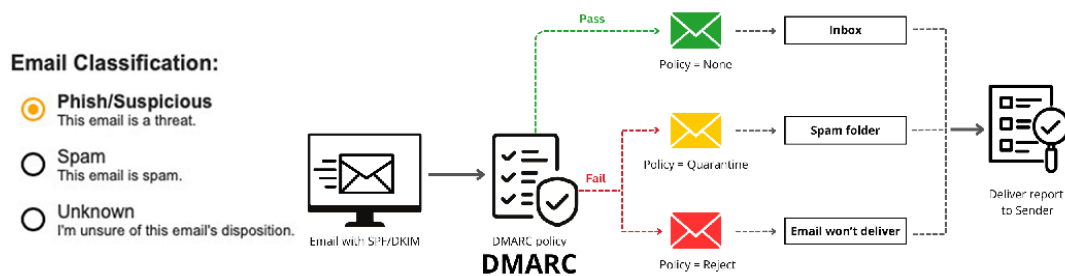 Email Classification:
Phish/Suspicious
This email is a threat.
Spam
This email is spam.
Unknown
I'm unsure of this email's disposition.
Email with SPF/DKIM
DMARC policy
DMARC
Pass
Fail
Policy = None
Inbox
Policy = Quarantine
Spam folder
Policy = Reject
Email won't deliver
Deliver report
to Sender